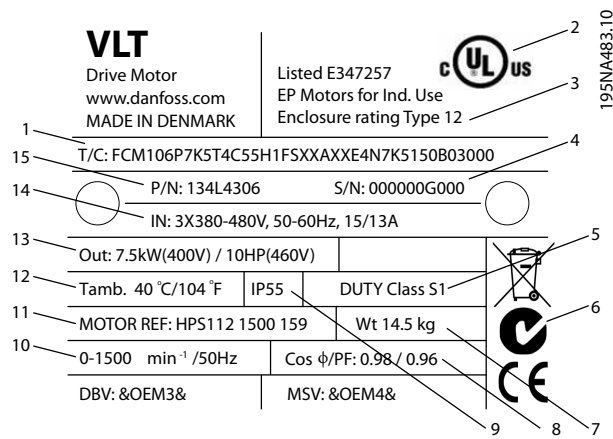 VLT
Drive Motor
www.danfoss.com
MADE IN DENMARK
Listed E347257
EP Motors for Ind. Use
Enclosure rating Type 12
C UL US
2
3
195NA483.10
1
T/C: FCM106P7K5T4C55H1FSXXAXXE4N7K5150B03000
4
15
P/N: 134L4306 S/N: 000000G000
14
IN: 3X380-480V, 50-60Hz, 15/13A
13
Out: 7.5kW(400V) / 10HP(460V)
5
12
Tamb. 40 °C/104 °F IP55 DUTY Class S1
6
11
MOTOR REF: HPS112 1500 159 Wt 14.5 kg
10
0-1500 min⁻¹ /50Hz Cos ϕ/PF: 0.98 / 0.96
CE
DBV: &OEM3& MSV: &OEM4&
9 8 7